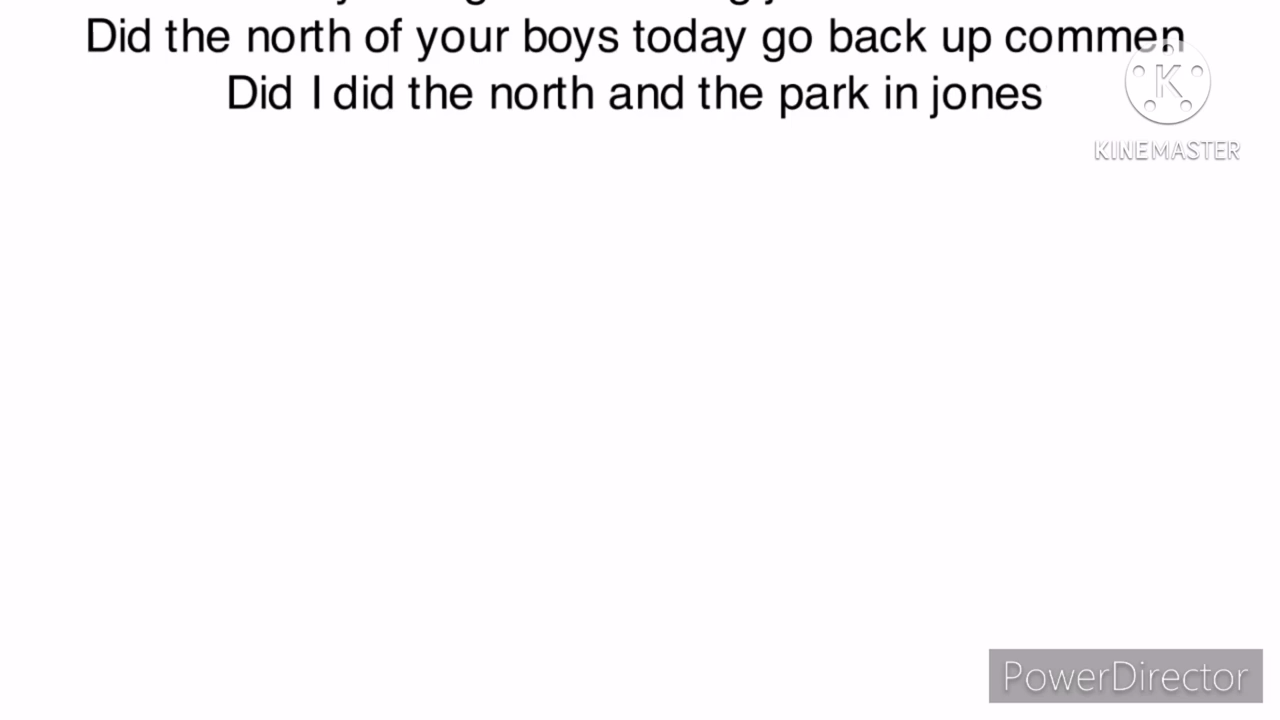 Did the north of your boys today go back up commen
Did I did the north and the park in jones
K
KINEMASTER
PowerDirector